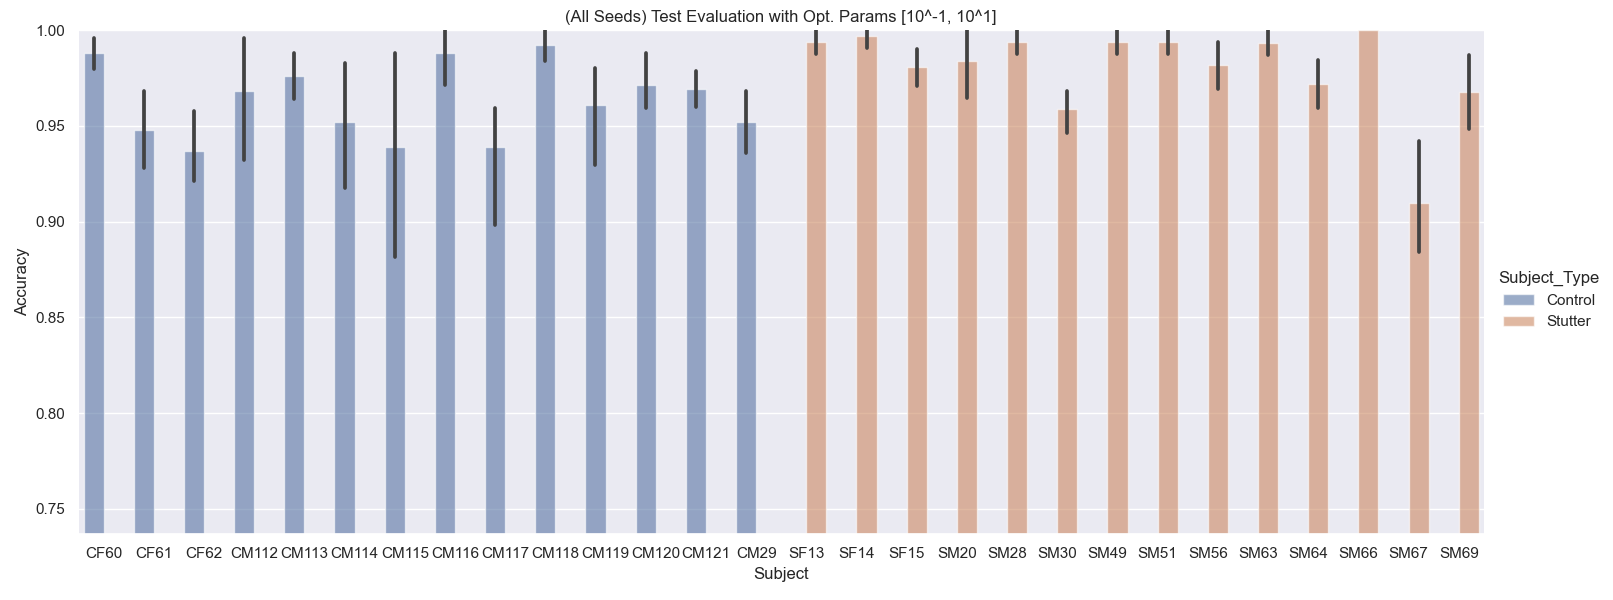 (All Seeds) Test Evaluation with Opt. Params [10^-1, 10^1]
1.00
0.95
0.90
0.85
0.80
0.75
Accuracy
CF60 CF61 CF62 CM112 CM113 CM114 CM115 CM116 CM117 CM118 CM119 CM120 CM121 CM29 SF13 SF14 SF15 SM20 SM28 SM30 SM49 SM51 SM56 SM63 SM64 SM66 SM67 SM69
Subject
Subject_Type
Control
Stutter